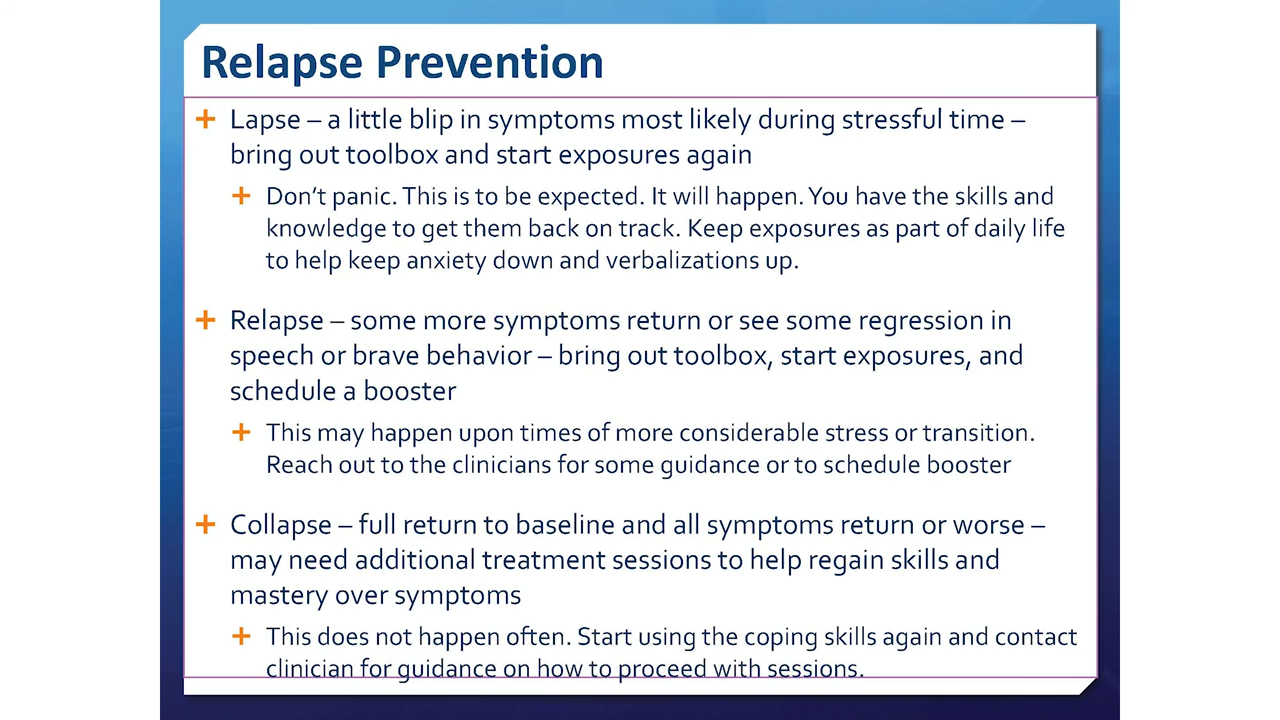 Relapse Prevention
Lapse – a little blip in symptoms most likely during stressful time –
bring out toolbox and start exposures again
Don’t panic. This is to be expected. It will happen. You have the skills and
knowledge to get them back on track. Keep exposures as part of daily life
to help keep anxiety down and verbalizations up.
Relapse – some more symptoms return or see some regression in
speech or brave behavior – bring out toolbox, start exposures, and
schedule a booster
This may happen upon times of more considerable stress or transition.
Reach out to the clinicians for some guidance or to schedule booster
Collapse – full return to baseline and all symptoms return or worse –
may need additional treatment sessions to help regain skills and
mastery over symptoms
This does not happen often. Start using the coping skills again and contact
clinician for guidance on how to proceed with sessions.